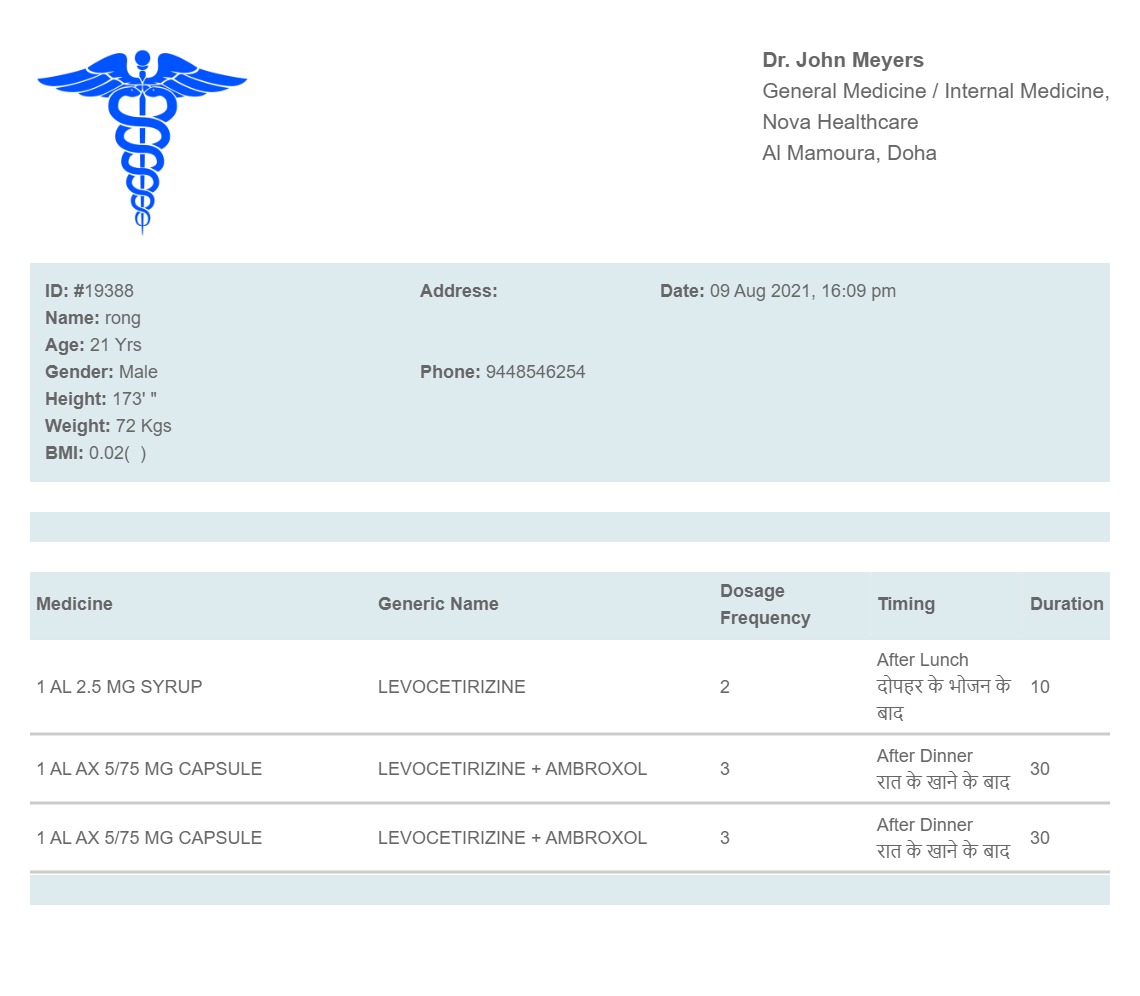 Dr. John Meyers
General Medicine / Internal Medicine,
Nova Healthcare
Al Mamoura, Doha
ID: #19388
Name: rong
Age: 21 Yrs
Gender: Male
Height: 173' "
Weight: 72 Kgs
BMI: 0.02(  )
Address:
Phone: 9448546254
Date: 09 Aug 2021, 16:09 pm
Medicine Generic Name Dosage Frequency Timing Duration
1 AL 2.5 MG SYRUP LEVOCETIRIZINE 2 After Lunch दोपहर के भोजन के बाद 10
1 AL AX 5/75 MG CAPSULE LEVOCETIRIZINE + AMBROXOL 3 After Dinner रात के खाने के बाद 30
1 AL AX 5/75 MG CAPSULE LEVOCETIRIZINE + AMBROXOL 3 After Dinner रात के खाने के बाद 30